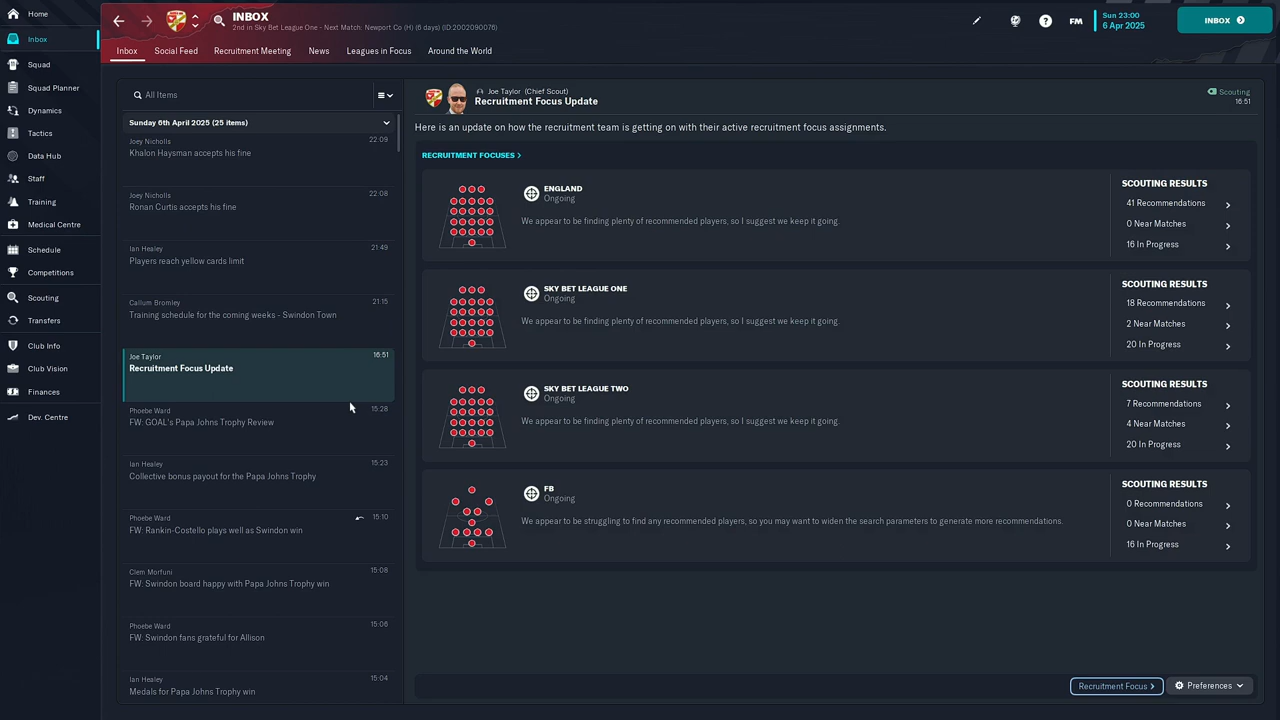 Home
Inbox
Squad
Squad Planner
Dynamics
Tactics
Data Hub
Staff
Training
Medical Centre
Schedule
Competitions
Scouting
Transfers
Club Info
Club Vision
Finances
Dev. Centre
INBOX
2nd in Sky Bet League One - Next Match: Newport Co (H) (6 days) (ID:2002090076)
FM
Sun 23:00
6 Apr 2025
INBOX
Inbox Social Feed Recruitment Meeting News Leagues in Focus Around the World
All Items
Sunday 6th April 2025 (25 items)
Joey Nicholls 22:09
Khalon Haysman accepts his fine
Joey Nicholls 22:08
Ronan Curtis accepts his fine
Ian Healey 21:49
Players reach yellow cards limit
Callum Bromley 21:15
Training schedule for the coming weeks - Swindon Town
Joe Taylor 16:51
Recruitment Focus Update
Phoebe Ward 15:28
FW: GOAL's Papa Johns Trophy Review
Ian Healey 15:23
Collective bonus payout for the Papa Johns Trophy
Phoebe Ward 15:10
FW: Rankin-Costello plays well as Swindon win
Clem Morfuni 15:08
FW: Swindon board happy with Papa Johns Trophy win
Phoebe Ward 15:06
FW: Swindon fans grateful for Allison
Ian Healey 15:04
Medals for Papa Johns Trophy win
Joe Taylor (Chief Scout)
Recruitment Focus Update
Scouting
16:51
Here is an update on how the recruitment team is getting on with their active recruitment focus assignments.
RECRUITMENT FOCUSES >
ENGLAND
Ongoing
We appear to be finding plenty of recommended players, so I suggest we keep it going.
SCOUTING RESULTS
41 Recommendations
0 Near Matches
16 In Progress
SKY BET LEAGUE ONE
Ongoing
We appear to be finding plenty of recommended players, so I suggest we keep it going.
SCOUTING RESULTS
18 Recommendations
2 Near Matches
20 In Progress
SKY BET LEAGUE TWO
Ongoing
We appear to be finding plenty of recommended players, so I suggest we keep it going.
SCOUTING RESULTS
7 Recommendations
4 Near Matches
20 In Progress
FB
Ongoing
We appear to be struggling to find any recommended players, so you may want to widen the search parameters to generate more recommendations.
SCOUTING RESULTS
0 Recommendations
0 Near Matches
16 In Progress
Recruitment Focus >
Preferences